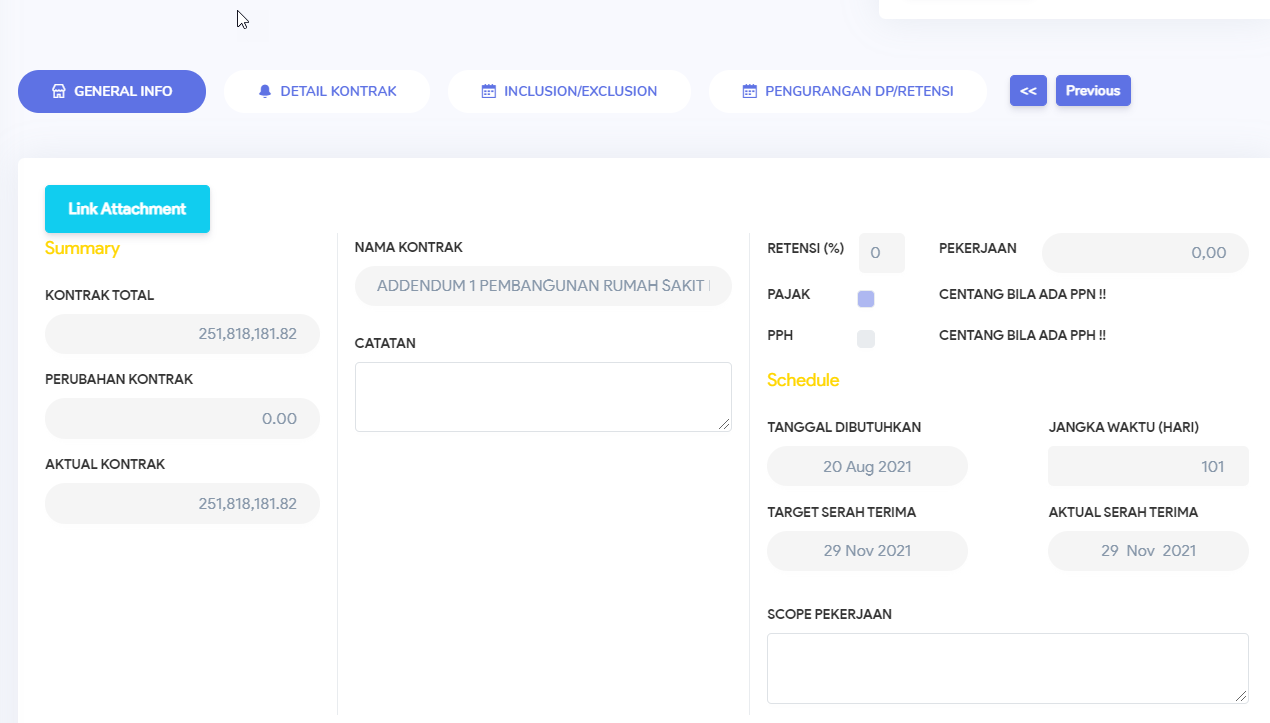 GENERAL INFO
DETAIL KONTRAK
INCLUSION/EXCLUSION
PENGURANGAN DP/RETENSI
<<
Previous
Link Attachment
Summary
KONTRAK TOTAL
251,818,181.82
PERUBAHAN KONTRAK
0.00
AKTUAL KONTRAK
251,818,181.82
NAMA KONTRAK
ADDENDUM 1 PEMBANGUNAN RUMAH SAKIT
CATATAN
RETENSI (%)
0
PEKERJAAN
0,00
PAJAK
CENTANG BILA ADA PPN !!
PPH
CENTANG BILA ADA PPH !!
Schedule
TANGGAL DIBUTUHKAN
20 Aug 2021
JANGKA WAKTU (HARI)
101
TARGET SERAH TERIMA
29 Nov 2021
AKTUAL SERAH TERIMA
29 Nov 2021
SCOPE PEKERJAAN